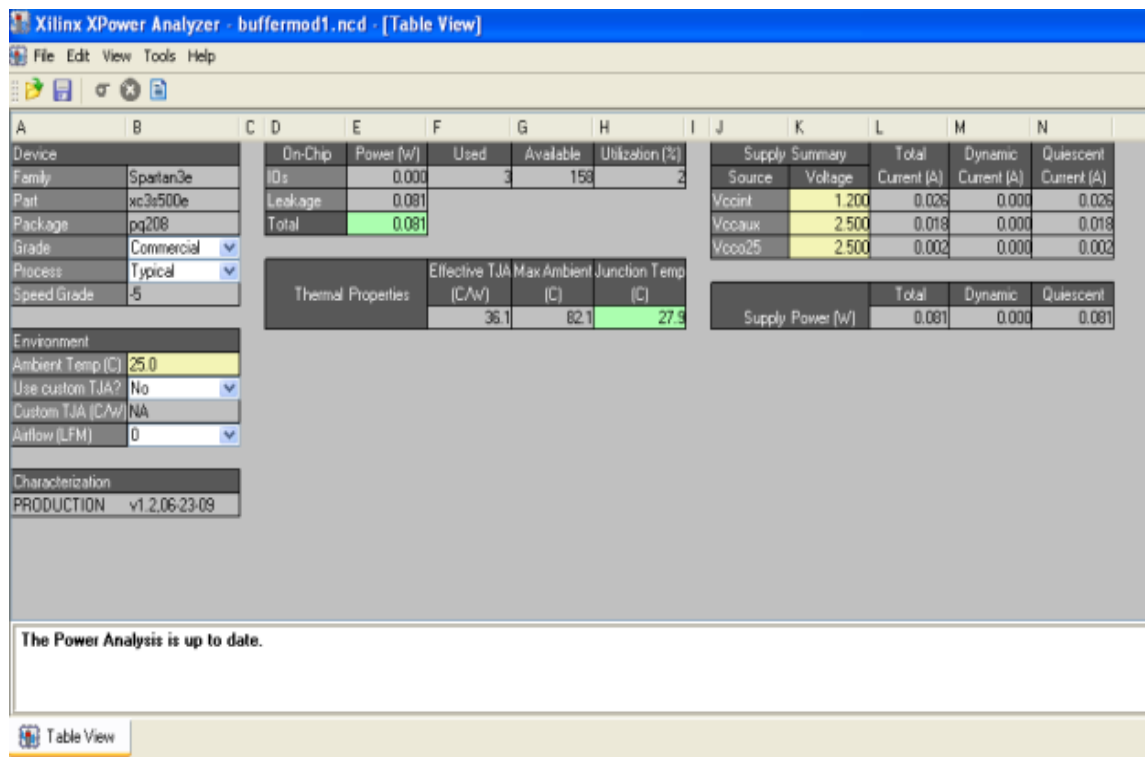 Xilinx XPower Analyzer - buffermod1.ncd - [Table View]
File Edit View Tools Help
A B C D E F G H I J K L M N
Device On-Chip Power (W) Used Available Utilization (%) Supply Summary Total Dynamic Quiescent
Family Spartan3e IOs 0.000 3 158 2 Source Voltage Current (A) Current (A) Current (A)
Part xc3s500e Leakage 0.081 Vccint 1.200 0.026 0.000 0.026
Package pq208 Total 0.081 Vccaux 2.500 0.018 0.000 0.018
Grade Commercial Vcco25 2.500 0.002 0.000 0.002
Process Typical Effective TJA Max Ambient Junction Temp
Speed Grade -5 Thermal Properties (C/W) (C) (C) Total Dynamic Quiescent
36.1 82.1 27.9 Supply Power (W) 0.081 0.000 0.081
Environment
Ambient Temp (C) 25.0
Use custom TJA? No
Custom TJA (C/W) NA
Airflow (LFM) 0
Characterization
PRODUCTION v1.2,06-23-09
The Power Analysis is up to date.
Table View